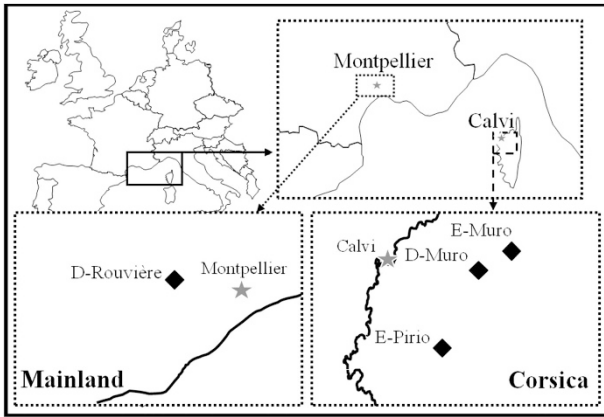 Montpellier
Calvi
D-Rouvière
Montpellier
Mainland
E-Muro
Calvi
D-Muro
E-Pirio
Corsica